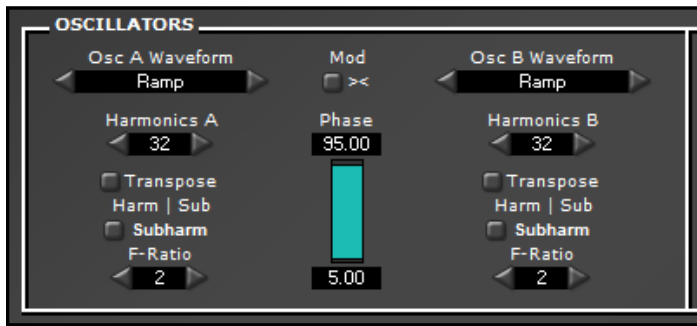 OSCILLATORS
Osc A Waveform Mod Osc B Waveform
Ramp >< Ramp
Harmonics A Phase Harmonics B
32 95.00 32
Transpose Transpose
Harm | Sub Harm | Sub
Subharm Subharm
F-Ratio F-Ratio
2 5.00 2